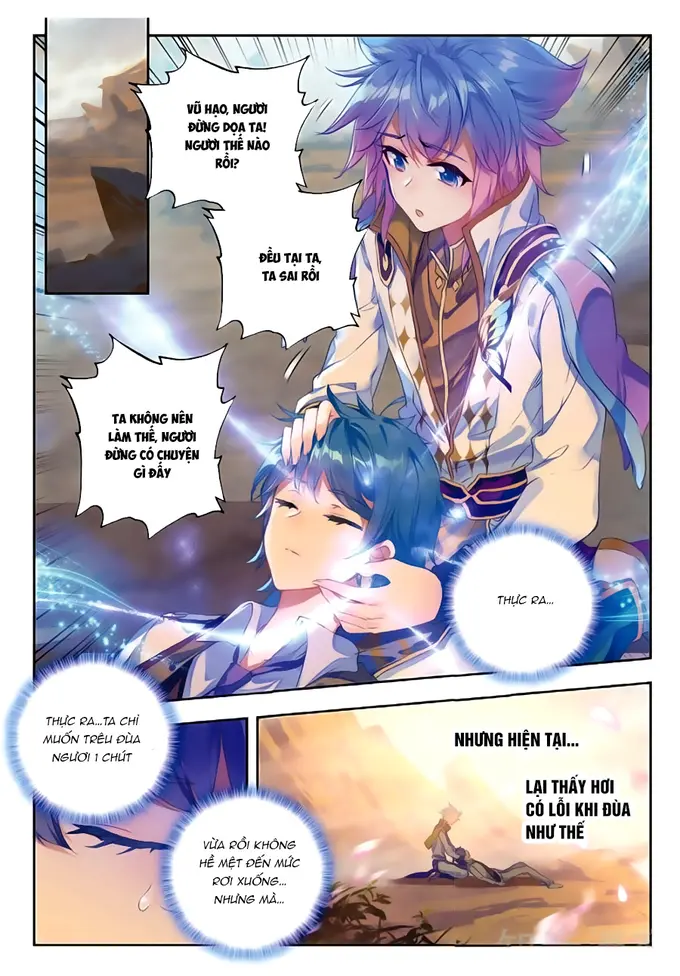 VŨ HẠO, NGƯỜI
ĐỪNG DỌA TA!
NGƯỜI THẾ NÀO
RỒI?
ĐỀU TẠI TA,
TA SAI RỒI
TA KHÔNG NÊN
LÀM THẾ, NGƯỜI
ĐỪNG CÓ CHUYỆN
GÌ ĐẤY
THỰC RA...
THỰC RA...TA CHỈ
MUỐN TRÊU ĐÙA
NGƯƠI 1 CHÚT
VỪA RỒI KHÔNG
HỀ MỆT ĐẾN MỨC
RƠI XUỐNG...
NHƯNG MÀ...
NHƯNG HIỆN TẠI...
LẠI THẤY HƠI
CÓ LỖI KHI ĐÙA
NHƯ THẾ